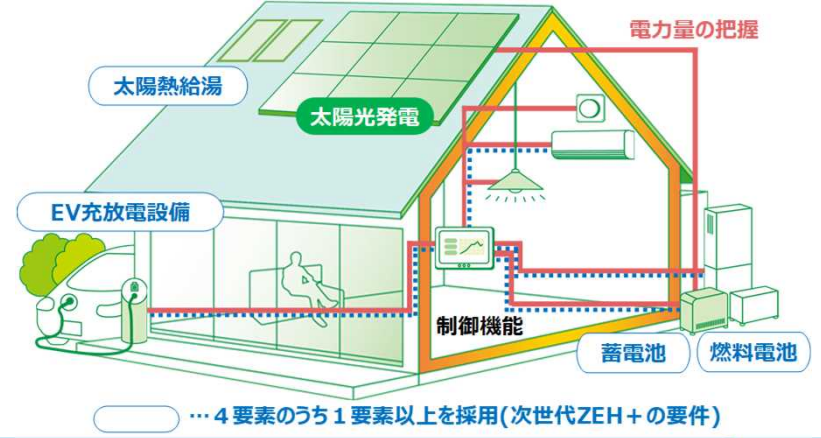 電力量の把握
太陽熱給湯
太陽光発電
EV充放電設備
制御機能
蓄電池
燃料電池
…４要素のうち１要素以上を採用(次世代ZEH＋の要件)